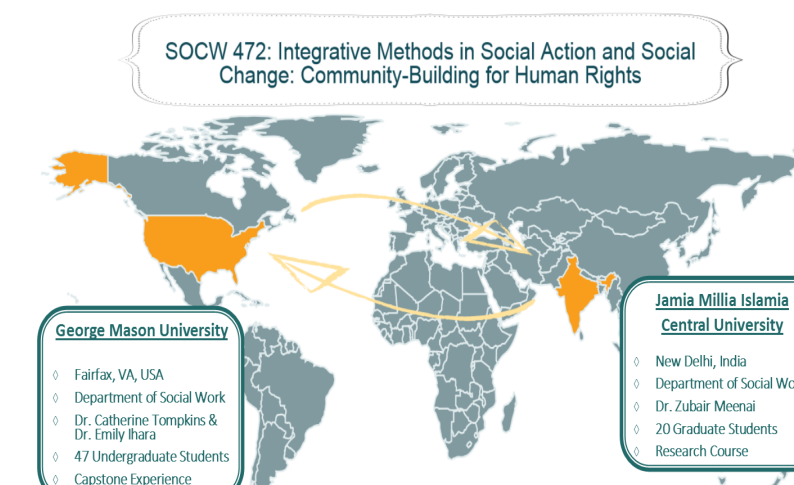 SOCW 472: Integrative Methods in Social Action and Social
Change: Community-Building for Human Rights
George Mason University
◊ Fairfax, VA, USA
◊ Department of Social Work
◊ Dr. Catherine Tompkins &
Dr. Emily Ihara
◊ 47 Undergraduate Students
◊ Capstone Experience
Jamia Millia Islamia
Central University
◊ New Delhi, India
◊ Department of Social Wo
◊ Dr. Zubair Meenai
◊ 20 Graduate Students
◊ Research Course